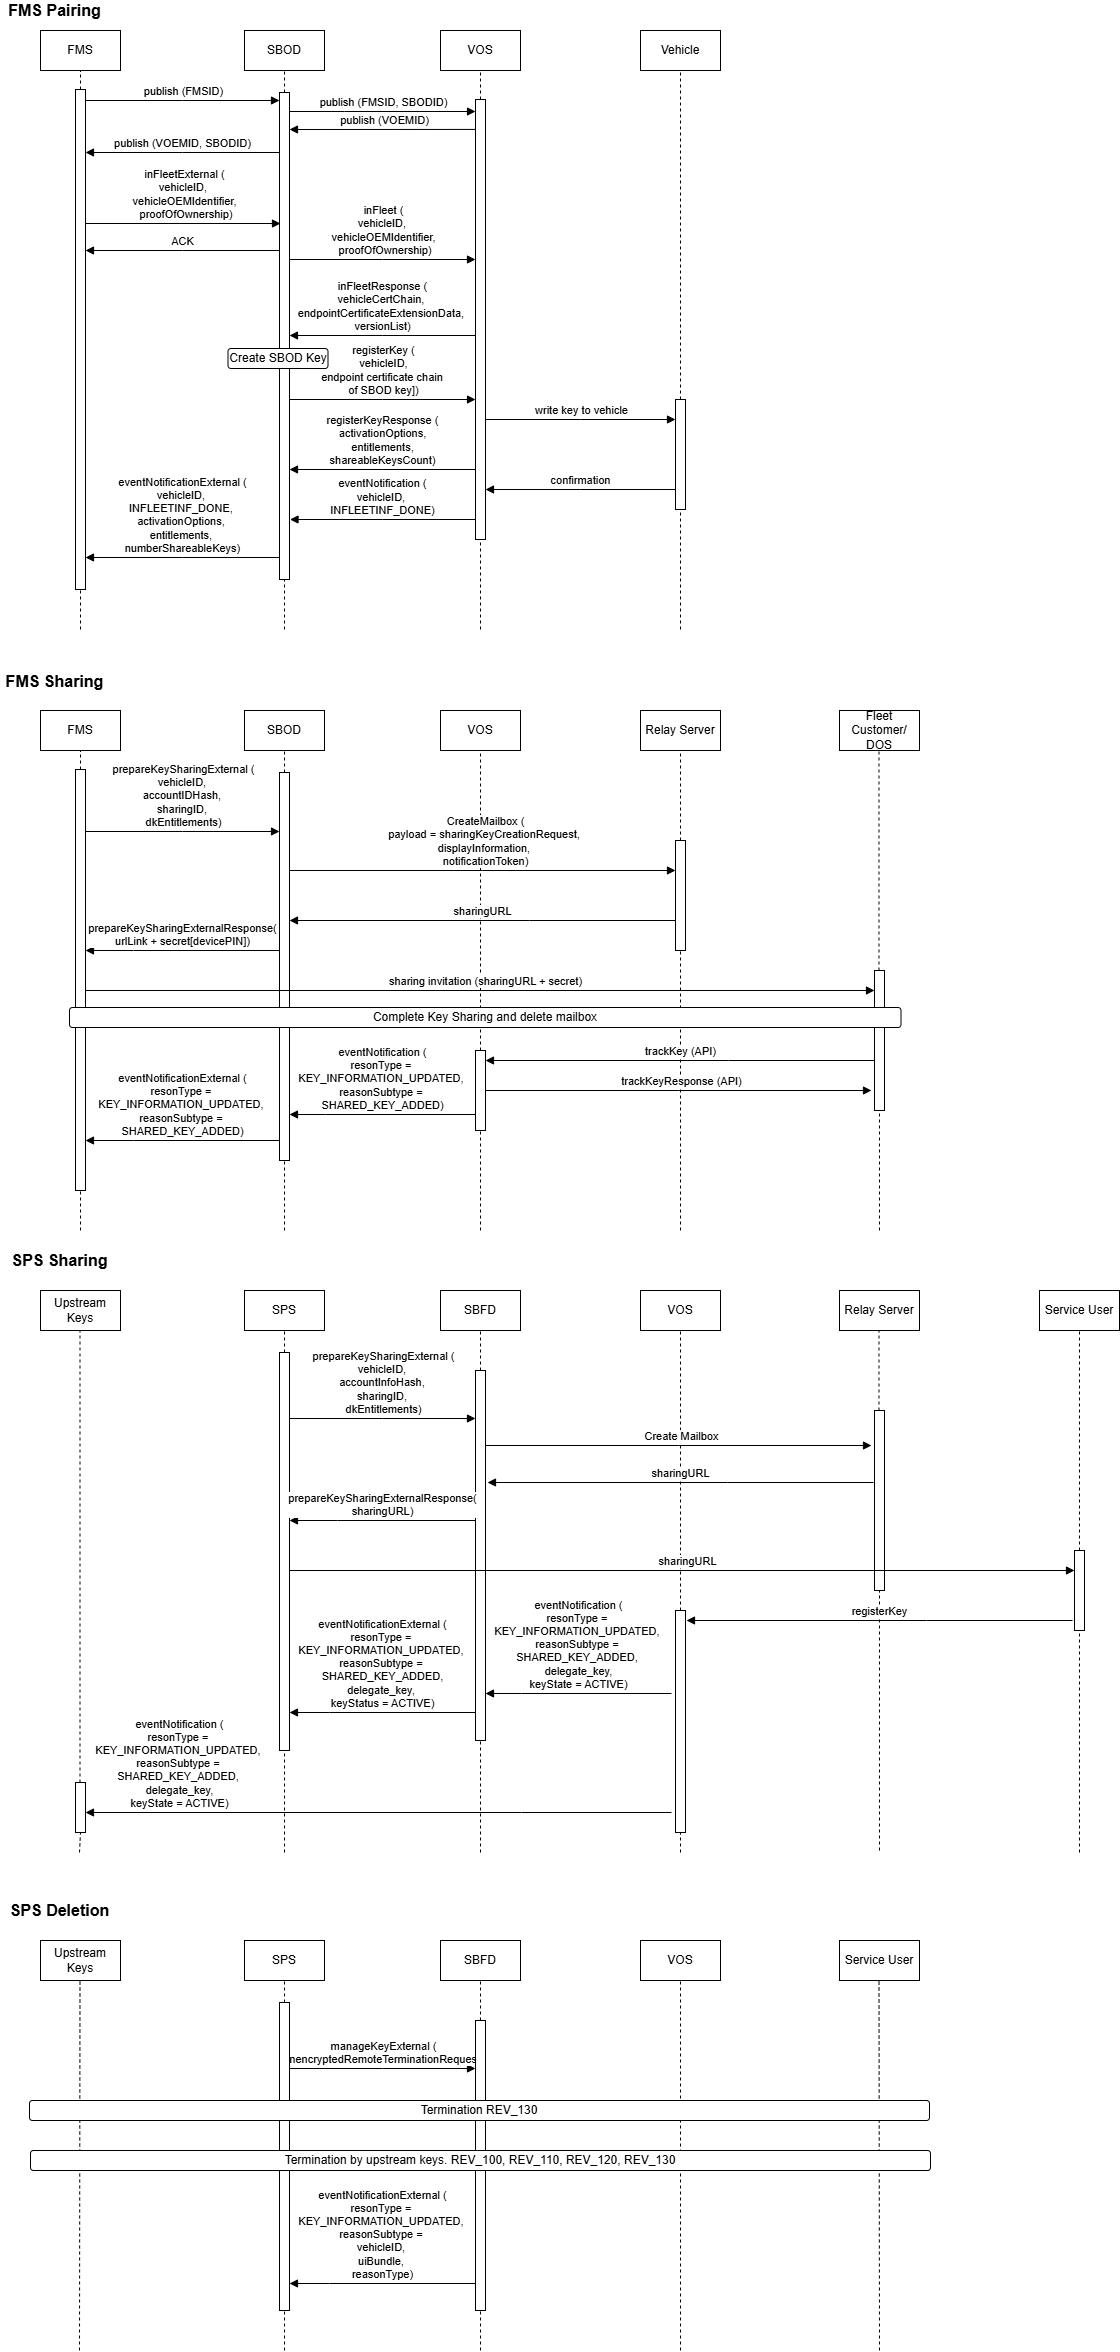 FMS Pairing
FMS
SBOD
VOS
Vehicle
publish (FMSID)
publish (FMSID, SBODID)
publish (VOEMID)
publish (VOEMID, SBODID)
inFleetExternal (
vehicleID,
vehicleOEMIdentifier,
proofOfOwnership)
inFleet (
vehicleID,
vehicleOEMIdentifier,
proofOfOwnership)
ACK
inFleetResponse (
vehicleCertChain,
endpointCertificateExtensionData,
versionList)
Create SBOD Key
registerKey (
vehicleID,
endpoint certificate chain
of SBOD key])
write key to vehicle
registerKeyResponse (
activationOptions,
entitlements,
shareableKeysCount)
confirmation
eventNotification (
vehicleID,
INFLEETINF_DONE)
eventNotificationExternal (
vehicleID,
INFLEETINF_DONE,
activationOptions,
entitlements,
numberShareableKeys)
FMS Sharing
FMS
SBOD
VOS
Relay Server
Fleet
Customer/
DOS
prepareKeySharingExternal (
vehicleID,
accountIDHash,
sharingID,
dkEntitlements)
CreateMailbox (
payload = sharingKeyCreationRequest,
displayInformation,
notificationToken)
sharingURL
prepareKeySharingExternalResponse(
urlLink + secret[devicePIN])
sharing invitation (sharingURL + secret)
Complete Key Sharing and delete mailbox
trackKey (API)
trackKeyResponse (API)
eventNotification (
resonType =
KEY_INFORMATION_UPDATED,
reasonSubtype =
SHARED_KEY_ADDED)
eventNotificationExternal (
resonType =
KEY_INFORMATION_UPDATED,
reasonSubtype =
SHARED_KEY_ADDED)
SPS Sharing
Upstream
Keys
SPS
SBFD
VOS
Relay Server
Service User
prepareKeySharingExternal (
vehicleID,
accountInfoHash,
sharingID,
dkEntitlements)
Create Mailbox
sharingURL
prepareKeySharingExternalResponse(
sharingURL)
sharingURL
registerKey
eventNotification (
resonType =
KEY_INFORMATION_UPDATED,
reasonSubtype =
SHARED_KEY_ADDED,
delegate_key,
keyState = ACTIVE)
eventNotificationExternal (
resonType =
KEY_INFORMATION_UPDATED,
reasonSubtype =
SHARED_KEY_ADDED,
delegate_key,
keyStatus = ACTIVE)
eventNotification (
resonType =
KEY_INFORMATION_UPDATED,
reasonSubtype =
SHARED_KEY_ADDED,
delegate_key,
keyState = ACTIVE)
SPS Deletion
Upstream
Keys
SPS
SBFD
VOS
Service User
manageKeyExternal (
nencryptedRemoteTerminationReques
Termination REV_130
Termination by upstream keys. REV_100, REV_110, REV_120, REV_130
eventNotificationExternal (
resonType =
KEY_INFORMATION_UPDATED,
reasonSubtype =
vehicleID,
uiBundle,
reasonType)